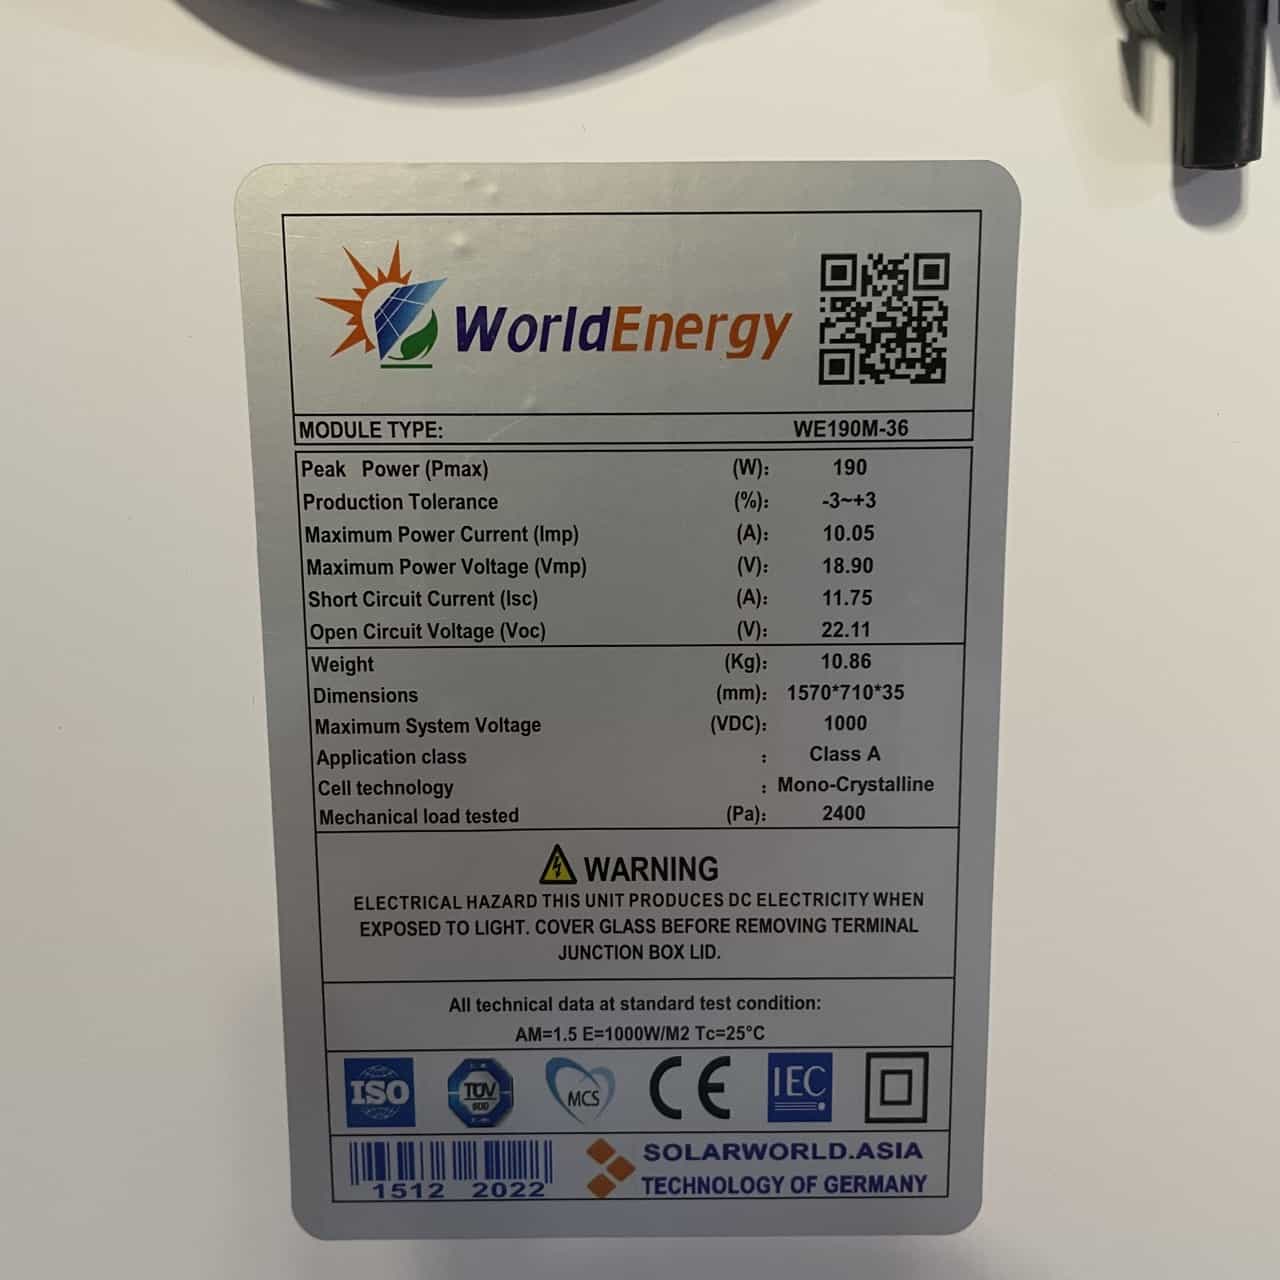 WorldEnergy
MODULE TYPE: WE190M-36
Peak Power (Pmax) (W): 190
Production Tolerance (%): -3~+3
Maximum Power Current (Imp) (A): 10.05
Maximum Power Voltage (Vmp) (V): 18.90
Short Circuit Current (Isc) (A): 11.75
Open Circuit Voltage (Voc) (V): 22.11
Weight (Kg): 10.86
Dimensions (mm): 1570*710*35
Maximum System Voltage (VDC): 1000
Application class : Class A
Cell technology : Mono-Crystalline
Mechanical load tested (Pa): 2400
WARNING
ELECTRICAL HAZARD THIS UNIT PRODUCES DC ELECTRICITY WHEN
EXPOSED TO LIGHT. COVER GLASS BEFORE REMOVING TERMINAL
JUNCTION BOX LID.
All technical data at standard test condition:
AM=1.5 E=1000W/M2 Tc=25°C
ISO TÜV MCS CE IEC
1512 2022
SOLARWORLD.ASIA
TECHNOLOGY OF GERMANY